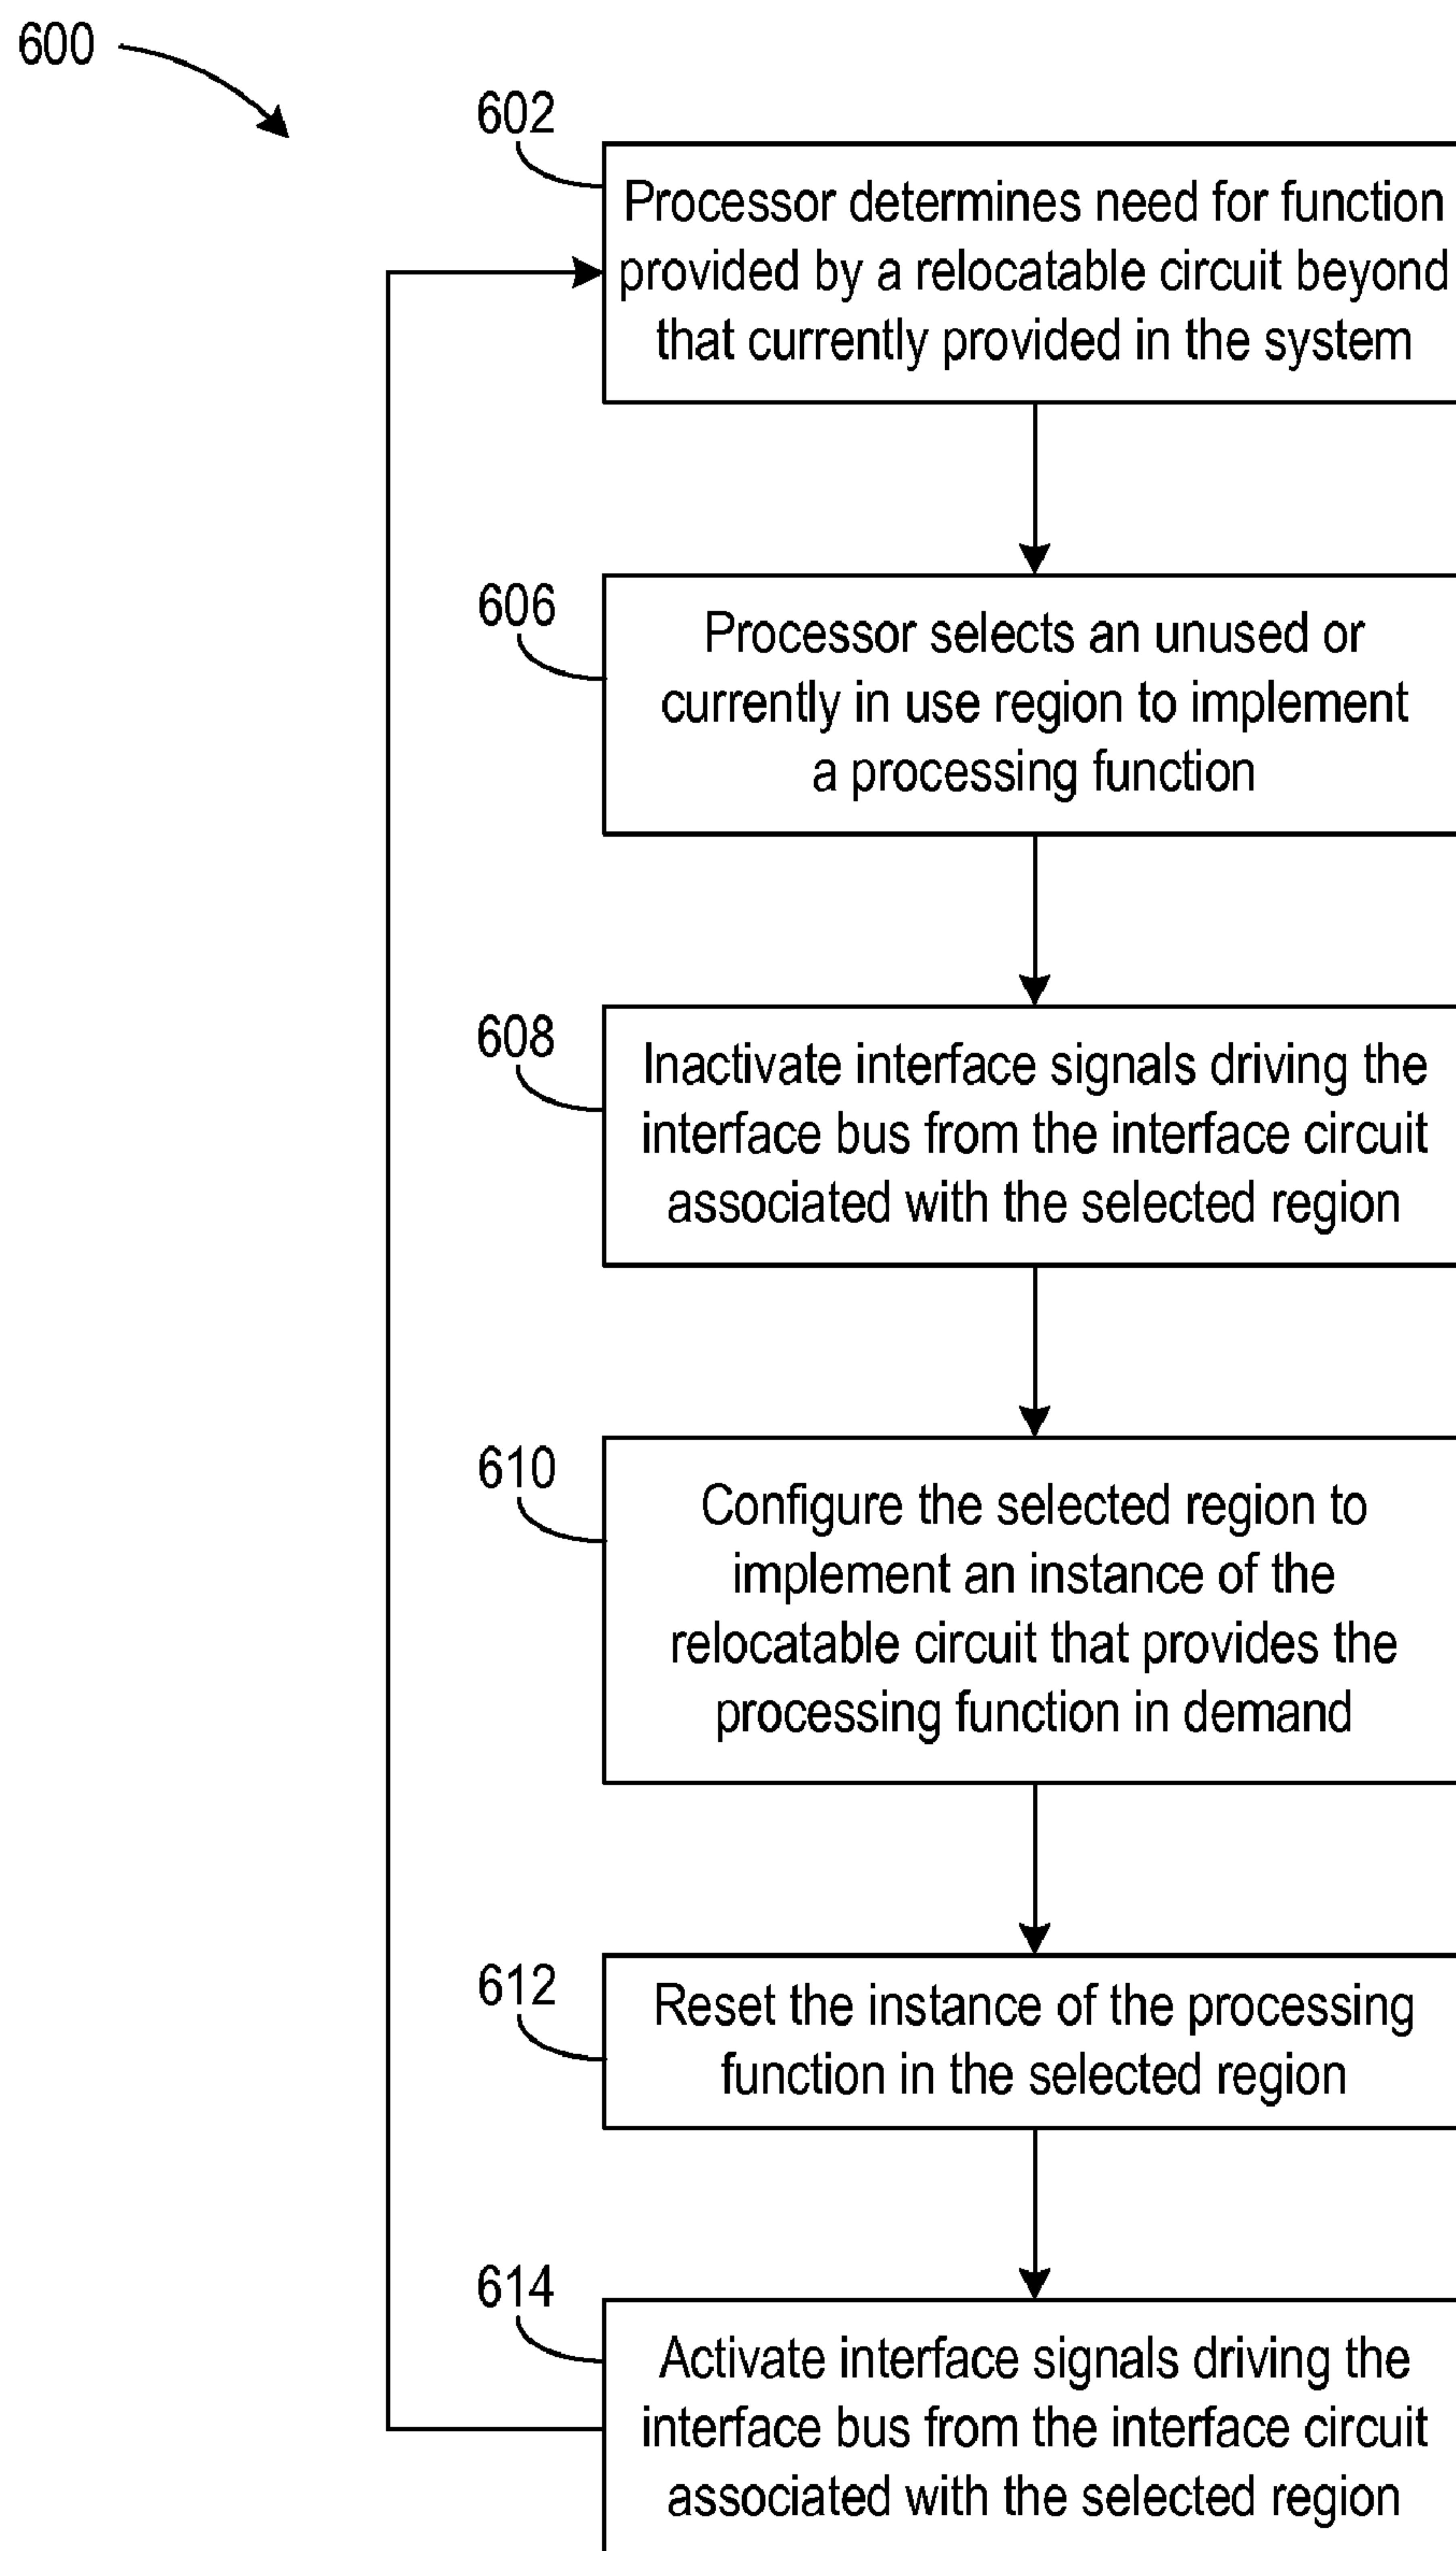 600
602
Processor determines need for function
provided by a relocatable circuit beyond
that currently provided in the system
606
Processor selects an unused or
currently in use region to implement
a processing function
608
Inactivate interface signals driving the
interface bus from the interface circuit
associated with the selected region
610
Configure the selected region to
implement an instance of the
relocatable circuit that provides the
processing function in demand
612
Reset the instance of the processing
function in the selected region
614
Activate interface signals driving the
interface bus from the interface circuit
associated with the selected region